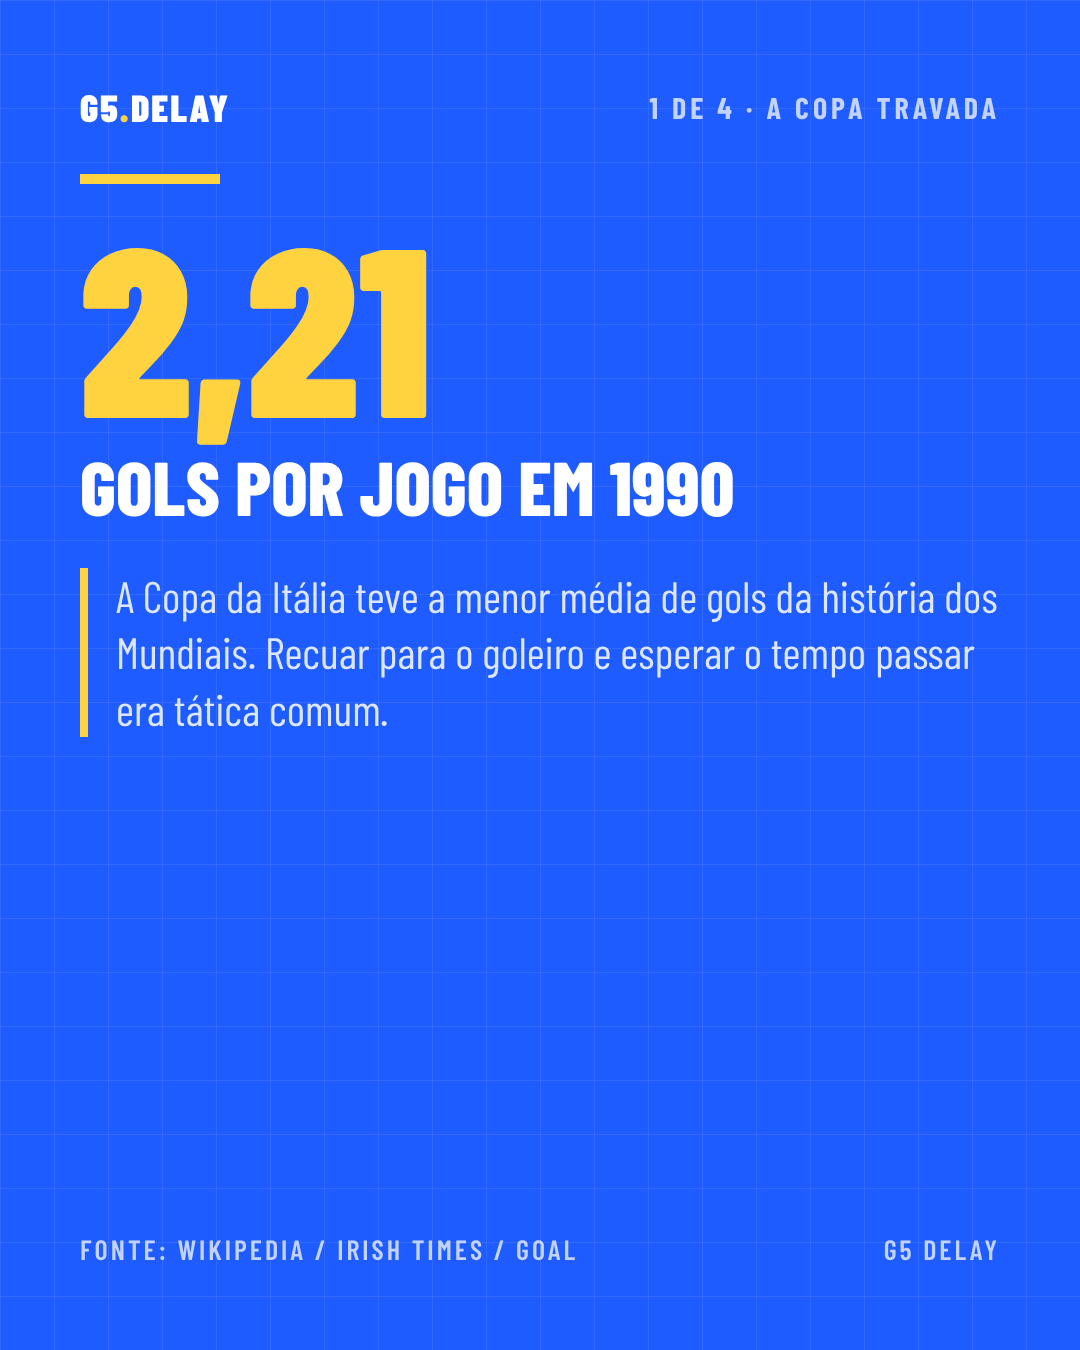 G5.DELAY
1 DE 4 · A COPA TRAVADA
2,21
GOLS POR JOGO EM 1990
A Copa da Itália teve a menor média de gols da história dos
Mundiais. Recuar para o goleiro e esperar o tempo passar
era tática comum.
FONTE: WIKIPEDIA / IRISH TIMES / GOAL
G5 DELAY